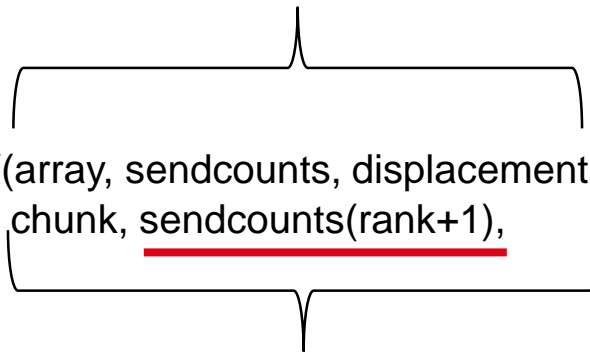 (array, sendcounts, displacement
chunk, sendcounts(rank+1),